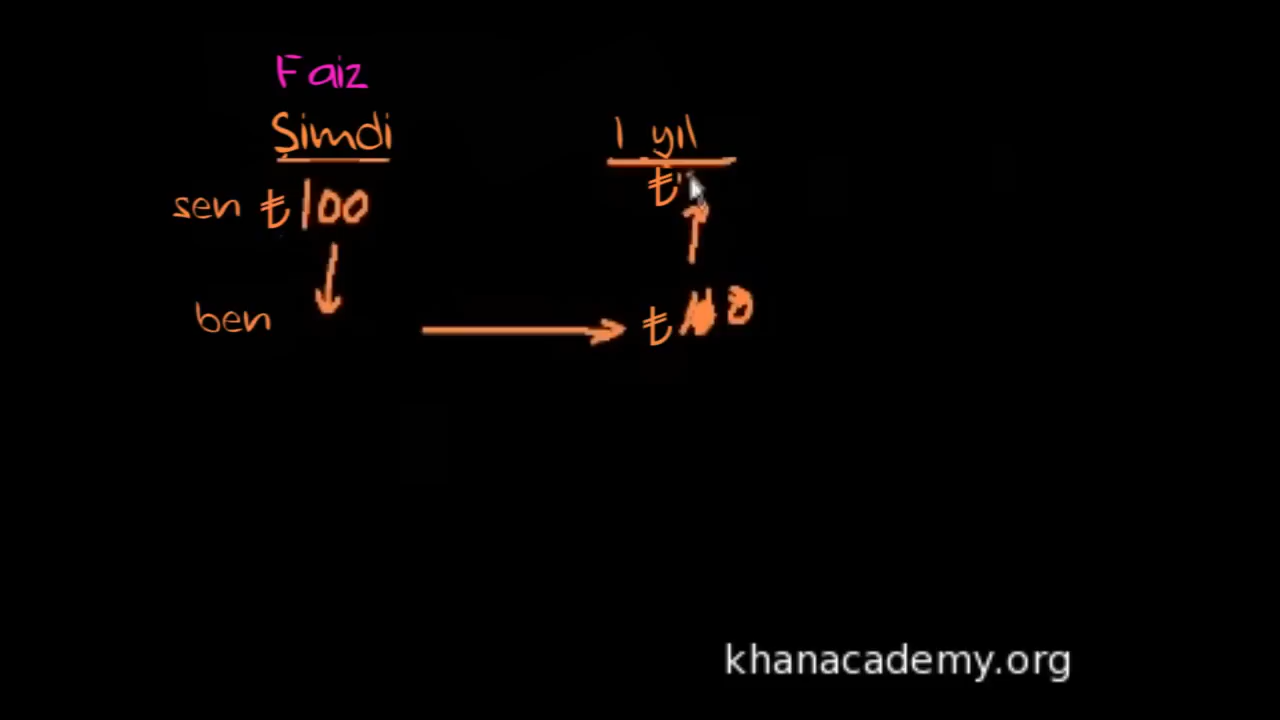 Faiz
Şimdi 1 yıl
sen ₺100 ₺
ben ₺
khanacademy.org